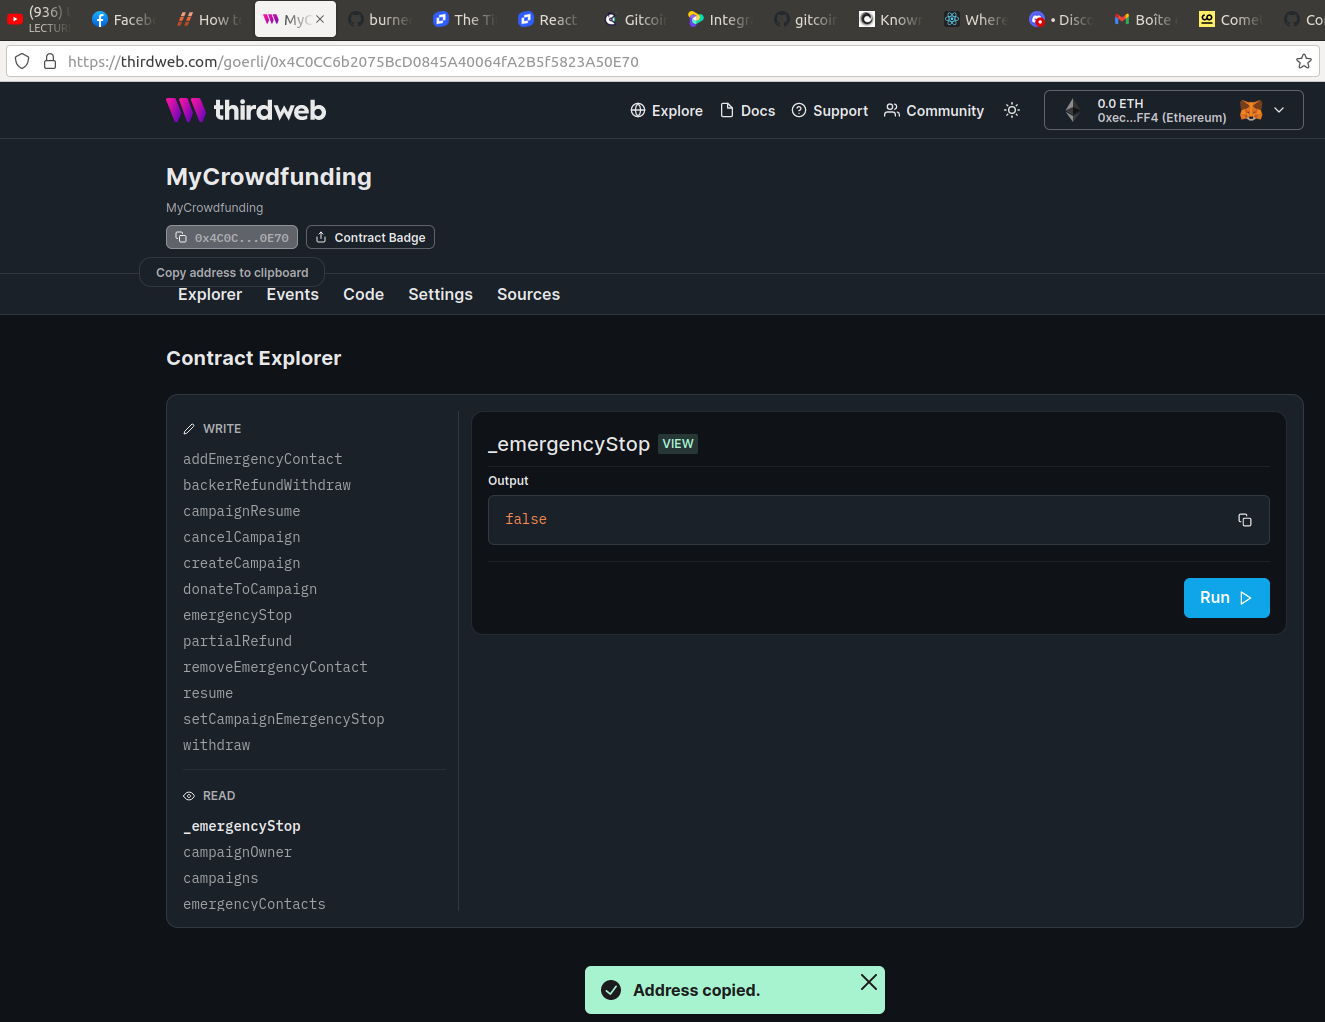 (936)
LECTUR
Faceb
How to
MyC
burne
The Ti
React
Gitcoi
Integr
gitcoi
Know
Where
• Disco
Boîte
Come
Co
https://thirdweb.com/goerli/0x4C0CC6b2075BcD0845A40064fA2B5f5823A50E70
thirdweb
Explore
Docs
Support
Community
0.0 ETH
0xec...FF4 (Ethereum)
MyCrowdfunding
MyCrowdfunding
0x4C0C...0E70
Contract Badge
Copy address to clipboard
Explorer
Events
Code
Settings
Sources
Contract Explorer
WRITE
addEmergencyContact
backerRefundWithdraw
campaignResume
cancelCampaign
createCampaign
donateToCampaign
emergencyStop
partialRefund
removeEmergencyContact
resume
setCampaignEmergencyStop
withdraw
READ
_emergencyStop
campaignOwner
campaigns
emergencyContacts
_emergencyStop VIEW
Output
false
Run
Address copied.